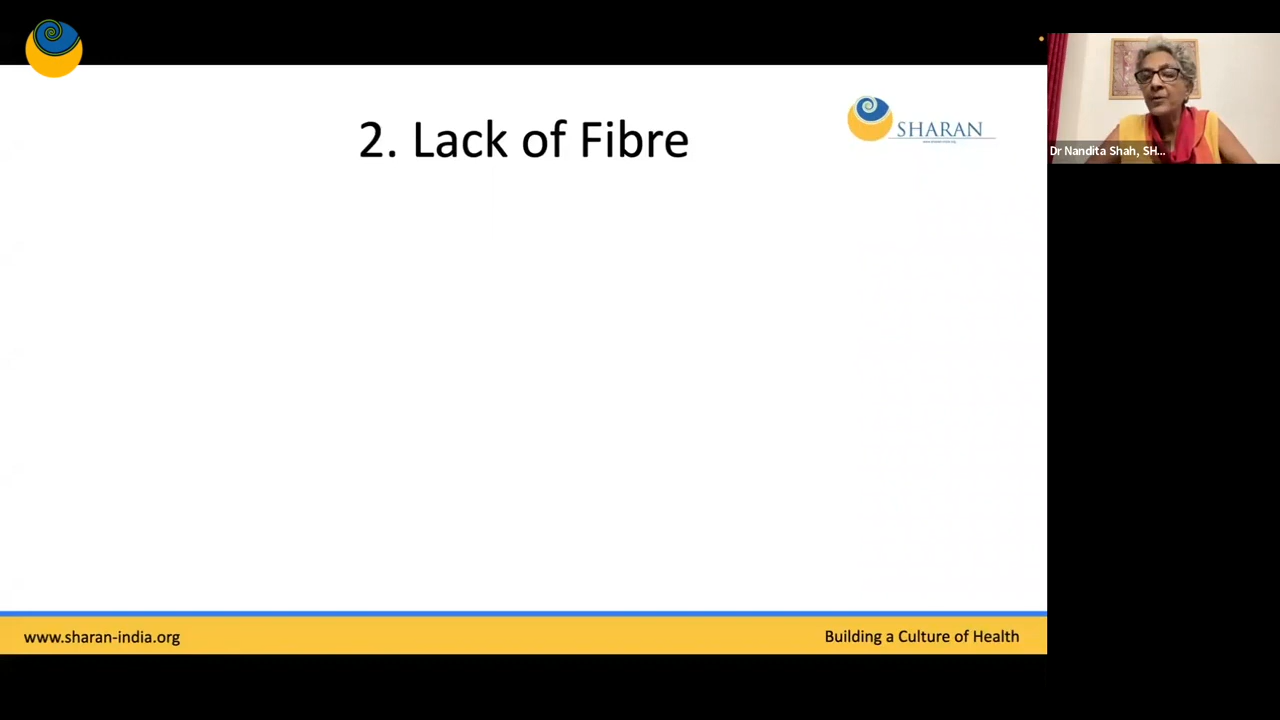 2. Lack of Fibre
SHARAN
Dr Nandita Shah, SH...
www.sharan-india.org
Building a Culture of Health